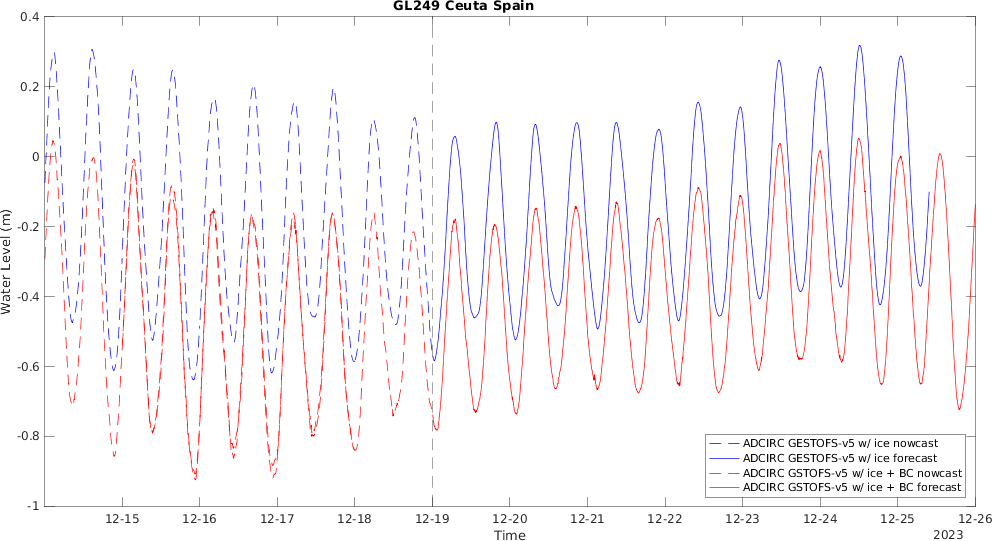 GL249 Ceuta Spain
0.4
0.2
0
-0.2
-0.4
-0.6
-0.8
-1
Water Level (m)
ADCIRC GESTOFS-v5 w/ ice nowcast
ADCIRC GESTOFS-v5 w/ ice forecast
ADCIRC GSTOFS-v5 w/ ice + BC nowcast
ADCIRC GSTOFS-v5 w/ ice + BC forecast
12-15 12-16 12-17 12-18 12-19 12-20 12-21 12-22 12-23 12-24 12-25 12-26
Time
2023